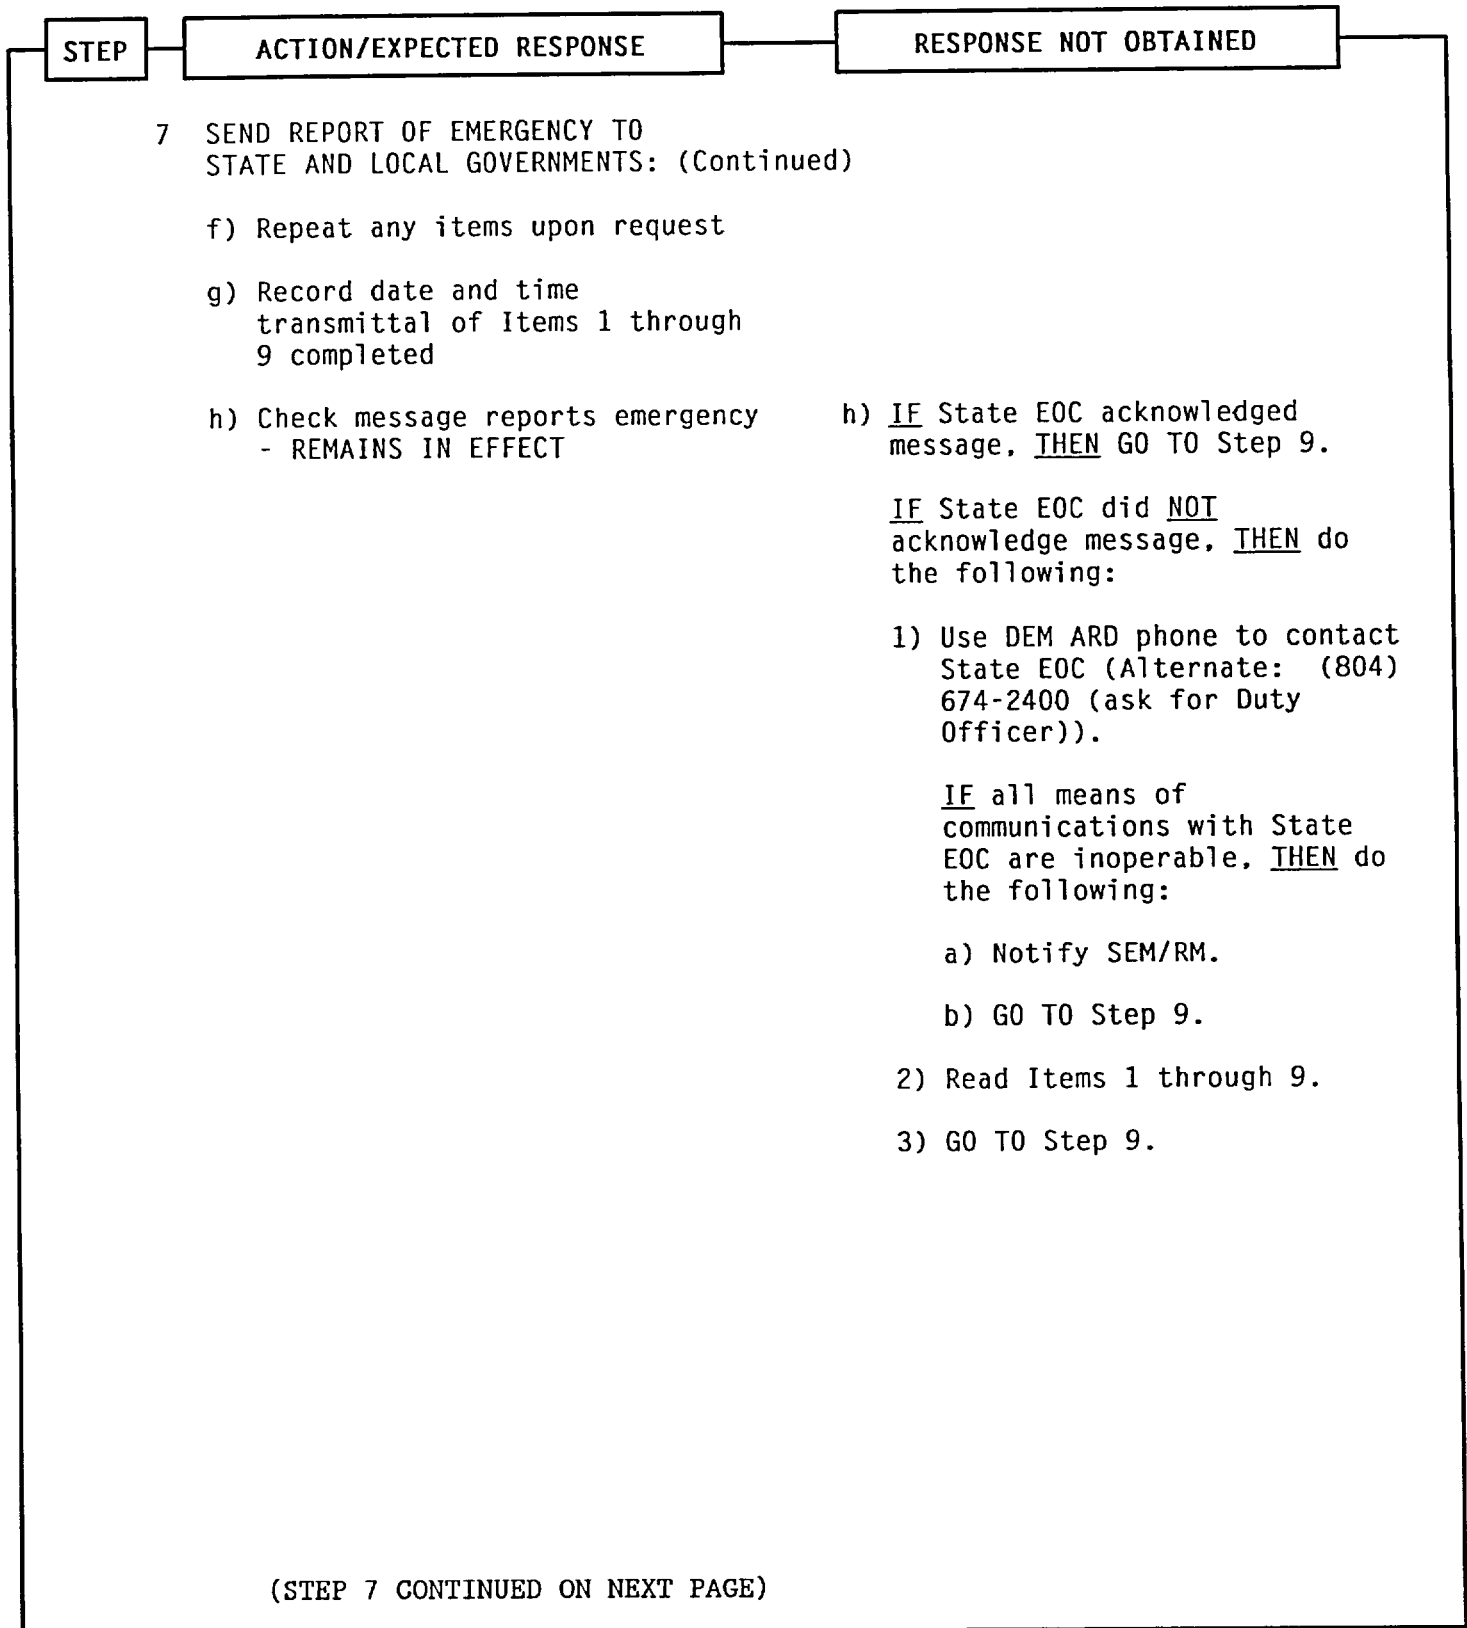 STEP
ACTION/EXPECTED RESPONSE
RESPONSE NOT OBTAINED
7 SEND REPORT OF EMERGENCY TO
STATE AND LOCAL GOVERNMENTS: (Continued)
f) Repeat any items upon request
g) Record date and time
transmittal of Items 1 through
9 completed
h) Check message reports emergency
- REMAINS IN EFFECT
h) IF State EOC acknowledged
message, THEN GO TO Step 9.
IF State EOC did NOT
acknowledge message, THEN do
the following:
1) Use DEM ARD phone to contact
State EOC (Alternate: (804)
674-2400 (ask for Duty
Officer)).
IF all means of
communications with State
EOC are inoperable, THEN do
the following:
a) Notify SEM/RM.
b) GO TO Step 9.
2) Read Items 1 through 9.
3) GO TO Step 9.
(STEP 7 CONTINUED ON NEXT PAGE)